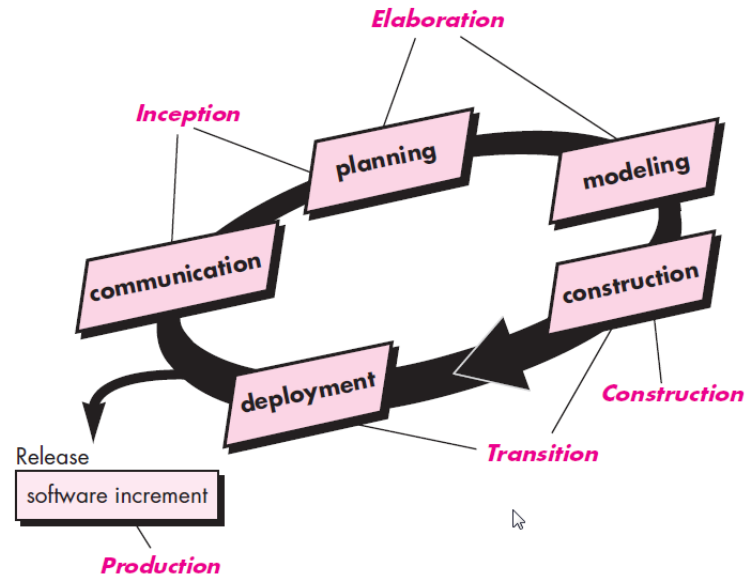 Elaboration
Inception
planning
modeling
communication
construction
deployment
Construction
Transition
Release
software increment
Production